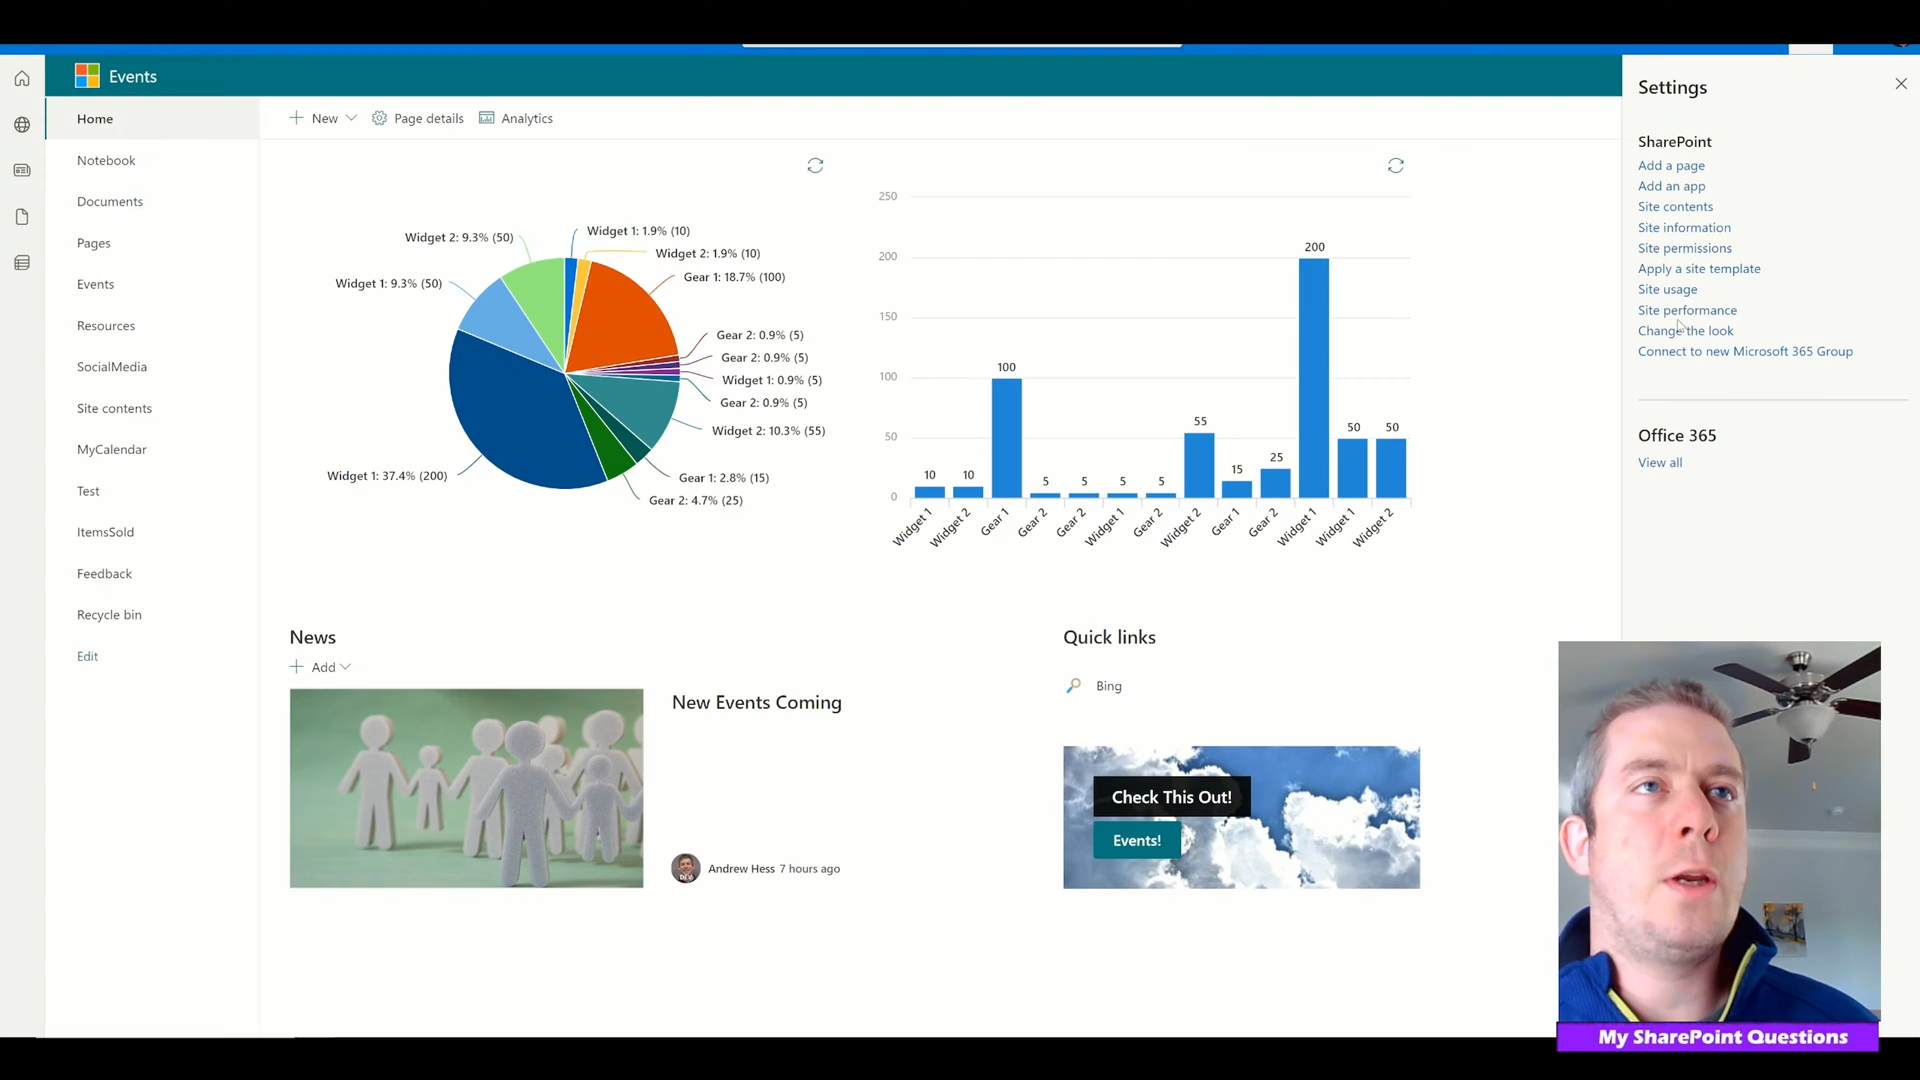 Events
Home
Notebook
Documents
Pages
Events
Resources
SocialMedia
Site contents
MyCalendar
Test
ItemsSold
Feedback
Recycle bin
Edit
New
Page details
Analytics
Widget 2: 9.3% (50)
Widget 1: 1.9% (10)
Widget 2: 1.9% (10)
Gear 1: 18.7% (100)
Widget 1: 9.3% (50)
Gear 2: 0.9% (5)
Gear 2: 0.9% (5)
Widget 1: 0.9% (5)
Gear 2: 0.9% (5)
Widget 2: 10.3% (55)
Widget 1: 37.4% (200)
Gear 1: 2.8% (15)
Gear 2: 4.7% (25)
250
200
150
100
50
0
10
10
100
5
5
5
5
55
15
25
200
50
50
Widget 1
Widget 2
Gear 1
Gear 2
Gear 2
Widget 1
Gear 2
Widget 2
Gear 1
Gear 2
Widget 1
Widget 1
Widget 2
News
Add
New Events Coming
DEV
Andrew Hess 7 hours ago
Quick links
Bing
Check This Out!
Events!
Settings
SharePoint
Add a page
Add an app
Site contents
Site information
Site permissions
Apply a site template
Site usage
Site performance
Change the look
Connect to new Microsoft 365 Group
Office 365
View all
My SharePoint Questions